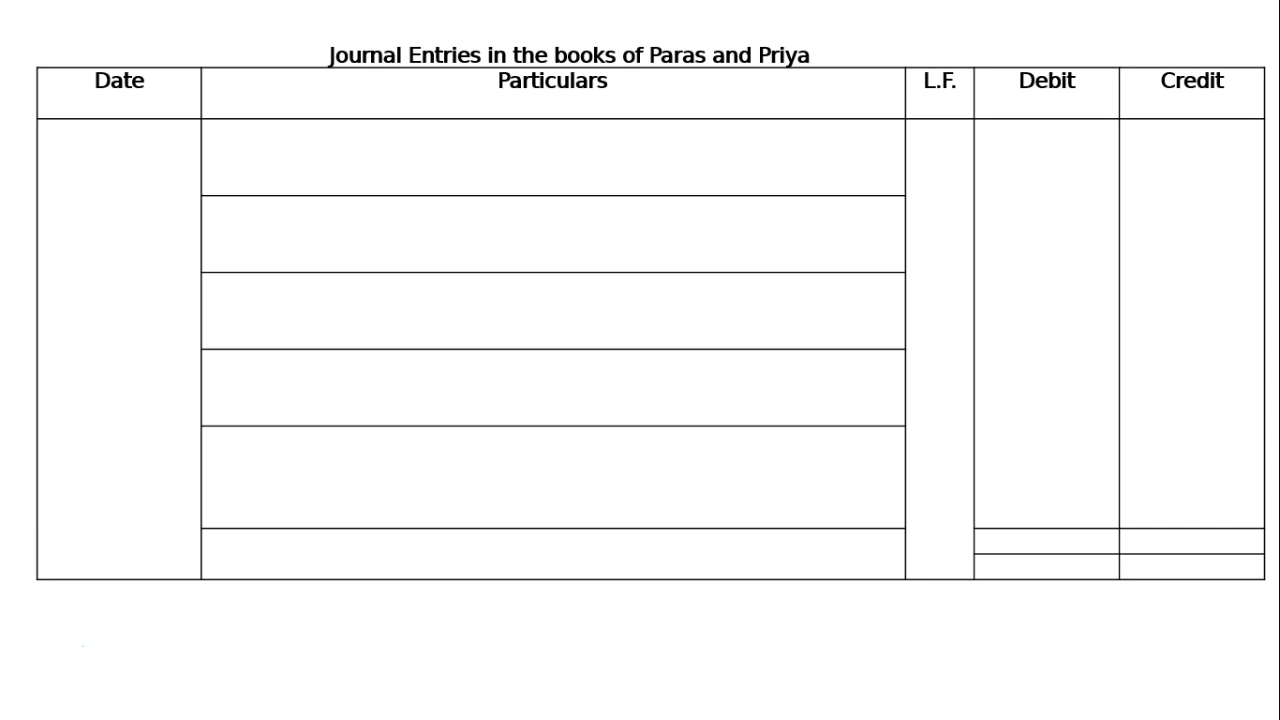 Journal Entries in the books of Paras and Priya
Date Particulars L.F. Debit Credit